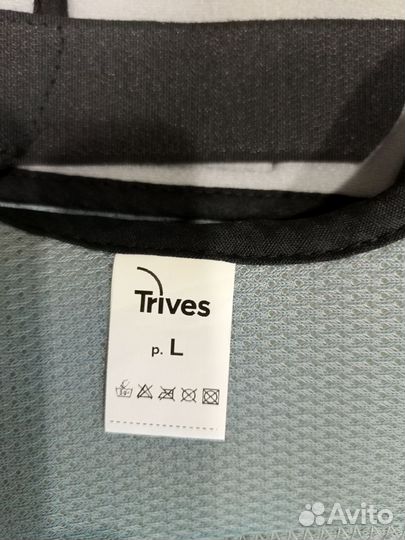 Trives
р. L
Avito